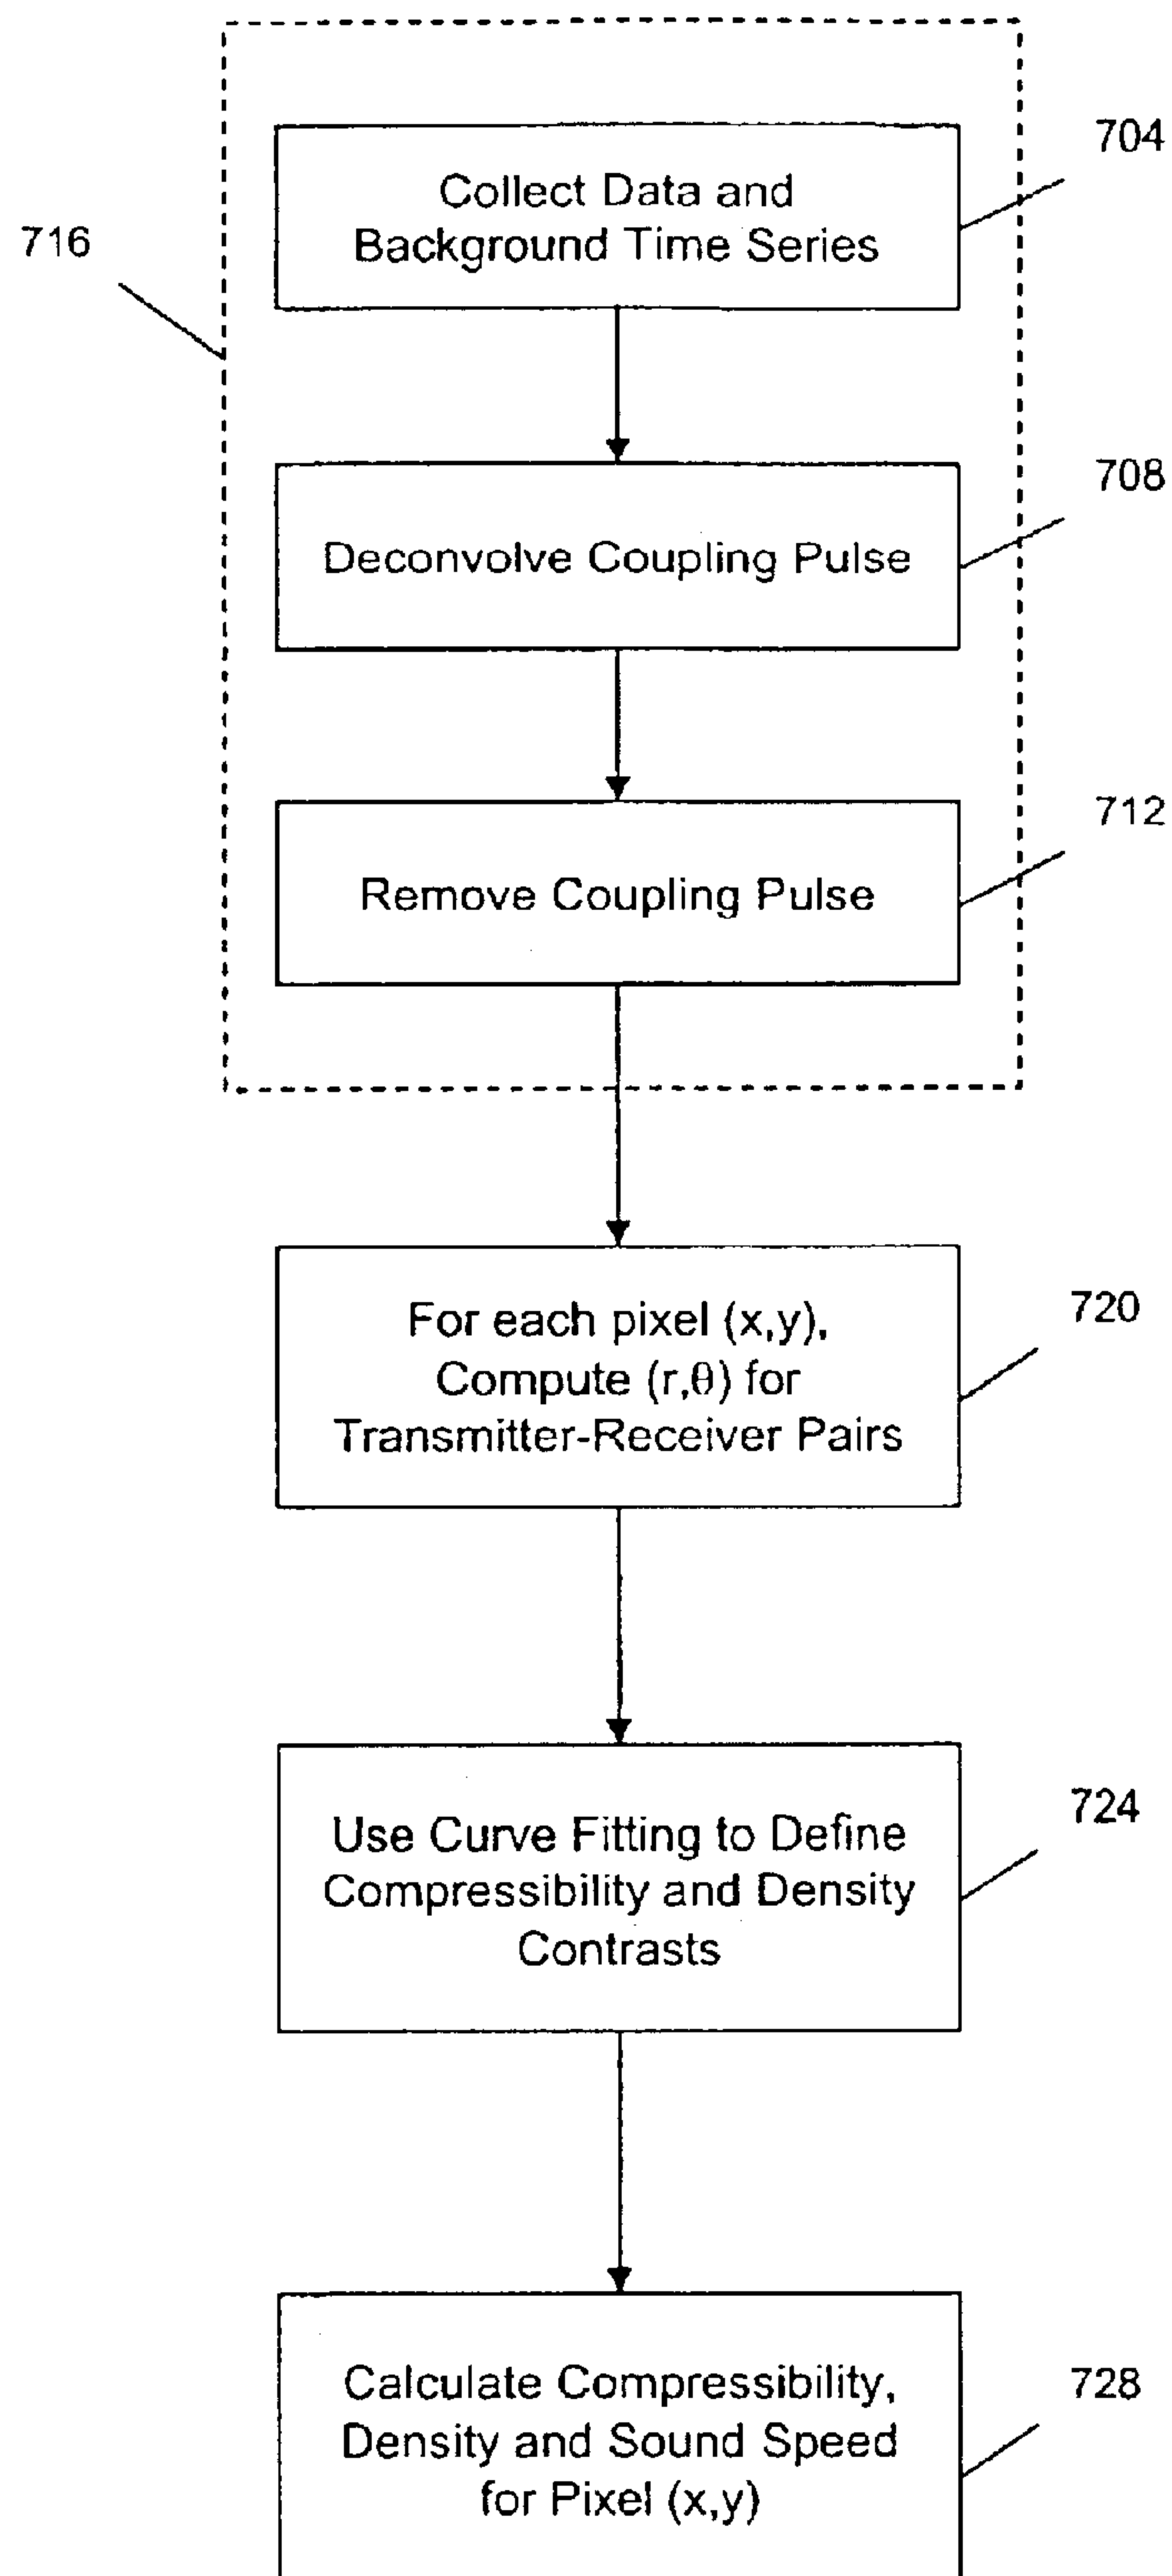 704
Collect Data and
Background Time Series
716
708
Deconvolve Coupling Pulse
712
Remove Coupling Pulse
720
For each pixel (x,y),
Compute (r,θ) for
Transmitter-Receiver Pairs
724
Use Curve Fitting to Define
Compressibility and Density
Contrasts
728
Calculate Compressibility,
Density and Sound Speed
for Pixel (x,y)